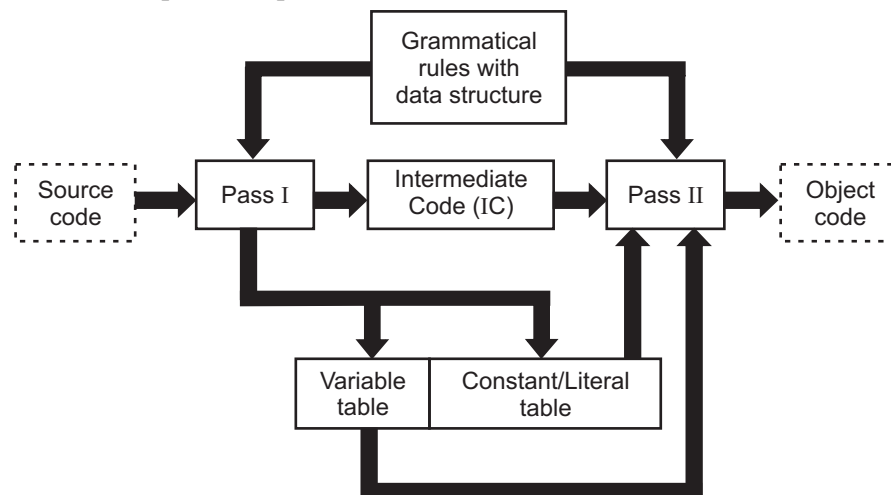 Grammatical
rules with
data structure
Source
code
Pass I
Intermediate
Code (IC)
Pass II
Object
code
Variable
table
Constant/Literal
table